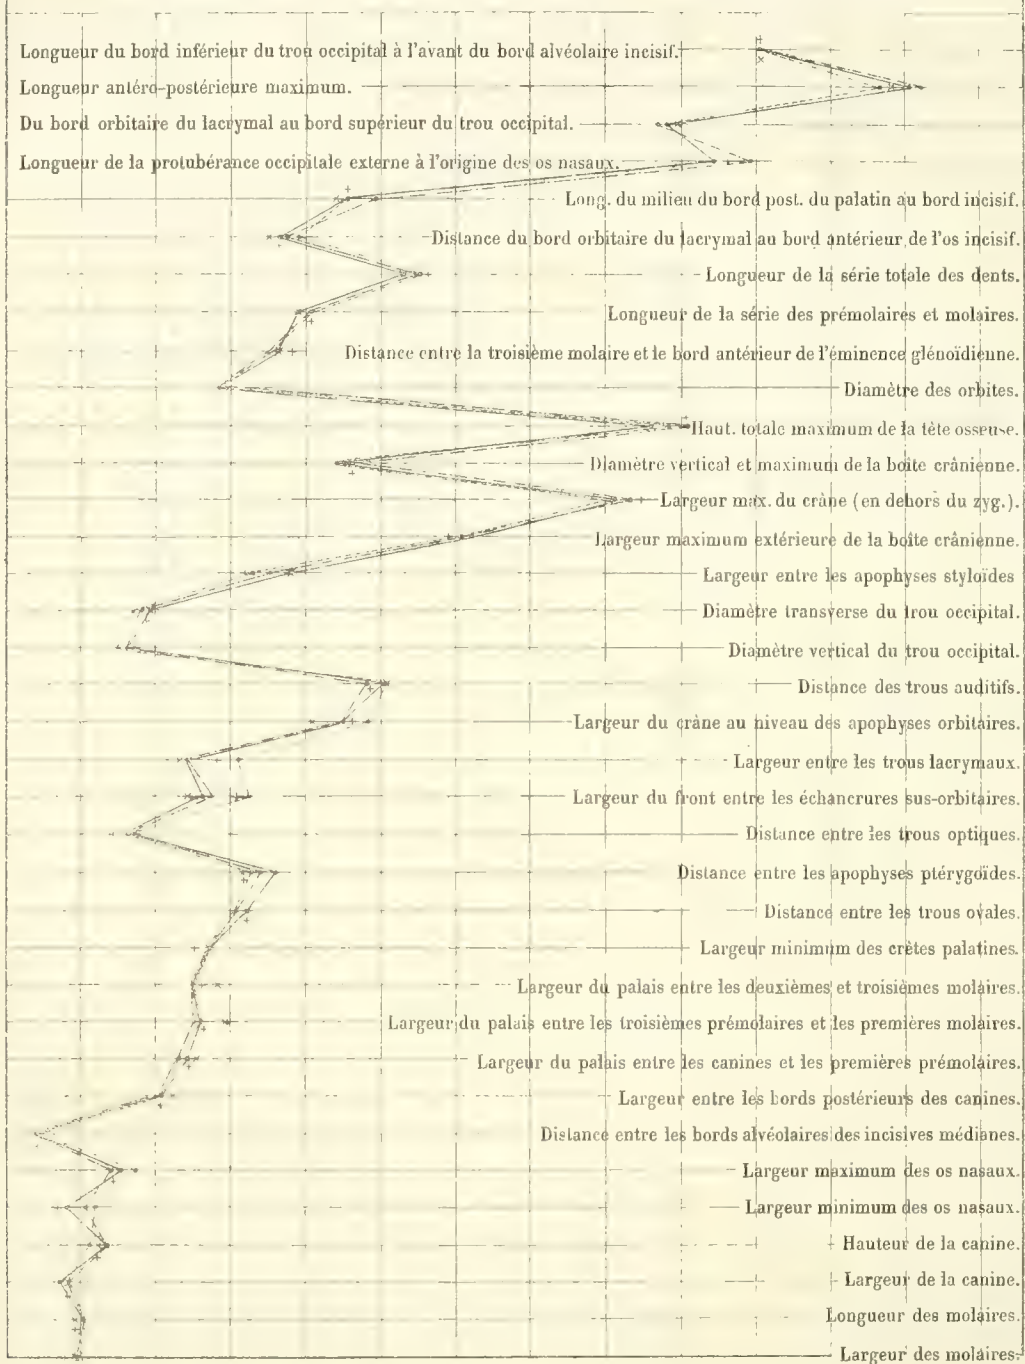 Longueur du bord inférieur du trou occipital à l'avant du bord alvéolaire incisif.
Longueur antéro-postérieure maximum.
Du bord orbitaire du lacrymal au bord supérieur du trou occipital.
Longueur de la protubérance occipitale externe à l'origine des os nasaux.
Long. du milieu du bord post. du palatin au bord incisif.
Distance du bord orbitaire du lacrymal au bord antérieur de l'os incisif.
Longueur de la série totale des dents.
Longueur de la série des prémolaires et molaires.
Distance entre la troisième molaire et le bord antérieur de l'éminence glénoïdienne.
Diamètre des orbites.
Haut. totale maximum de la tête osseuse.
Diamètre vertical et maximum de la boîte crânienne.
Largeur max. du crâne (en dehors du zyg.).
Largeur maximum extérieure de la boîte crânienne.
Largeur entre les apophyses styloïdes
Diamètre transverse du trou occipital.
Diamètre vertical du trou occipital.
Distance des trous auditifs.
Largeur du crâne au niveau des apophyses orbitaires.
Largeur entre les trous lacrymaux.
Largeur du front entre les échancrures sus-orbitaires.
Distance entre les trous optiques.
Distance entre les apophyses ptérygoïdes.
Distance entre les trous ovales.
Largeur minimum des crètes palatines.
Largeur du palais entre les deuxièmes et troisièmes molaires.
Largeur du palais entre les troisièmes prémolaires et les premières molaires.
Largeur du palais entre les canines et les premières prémolaires.
Largeur entre les bords postérieurs des canines.
Distance entre les bords alvéolaires des incisives médianes.
Largeur maximum des os nasaux.
Largeur minimum des os nasaux.
Hauteur de la canine.
Largeur de la canine.
Longueur des molaires.
Largeur des molaires.